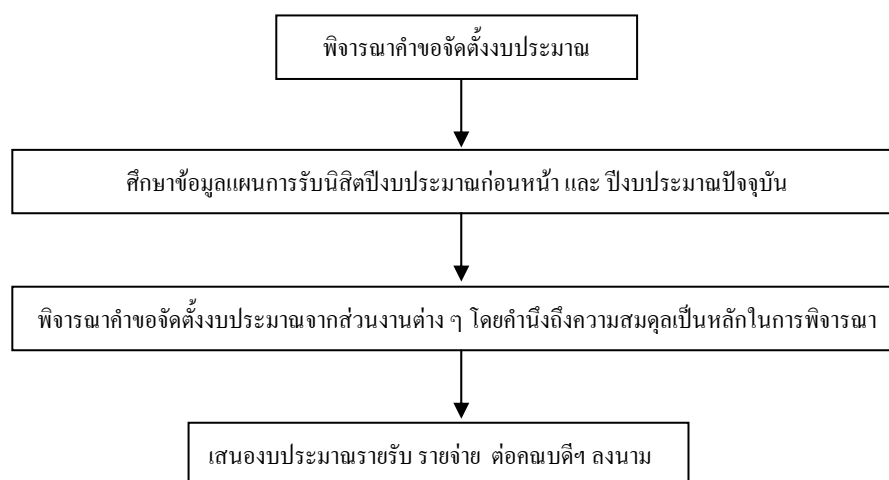 พิจารณาคำขอจัดตั้งงบประมาณ
ศึกษาข้อมูลแผนการรับนิสิตปีงบประมาณก่อนหน้า และ ปีงบประมาณปัจจุบัน
พิจารณาคำขอจัดตั้งงบประมาณจากส่วนงานต่าง ๆ โดยคำนึงถึงความสมดุลเป็นหลักในการพิจารณา
เสนองบประมาณรายรับ รายจ่าย ต่อคณบดีฯ ลงนาม